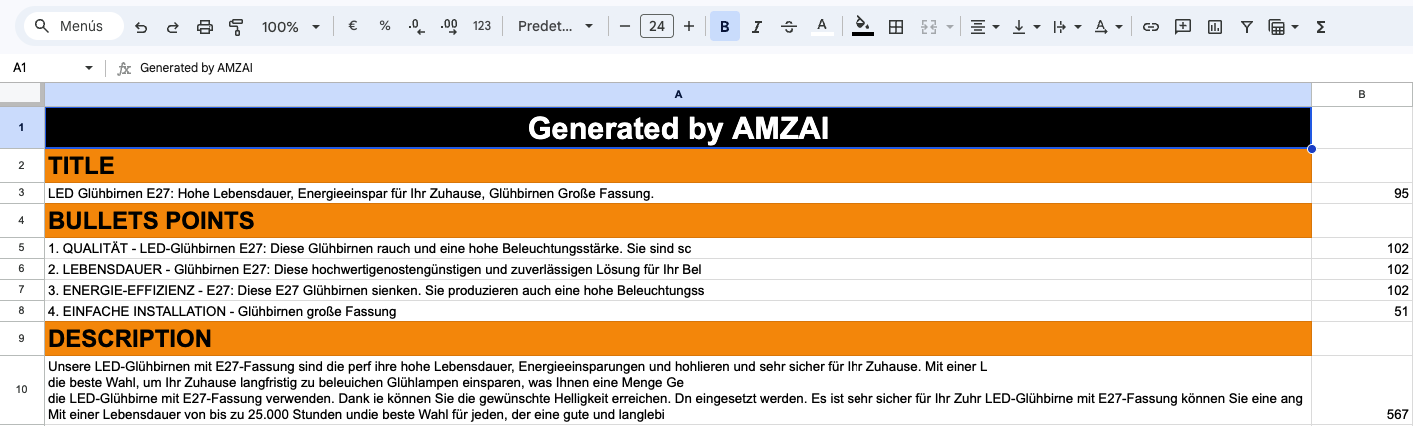 Menús 100% € % .0 .00 123 Predet... − 24 + B I A Σ
A1 fx Generated by AMZAI
A B
1 Generated by AMZAI
2 TITLE
3 LED Glühbirnen E27: Hohe Lebensdauer, Energieeinspar für Ihr Zuhause, Glühbirnen Große Fassung. 95
4 BULLETS POINTS
5 1. QUALITÄT - LED-Glühbirnen E27: Diese Glühbirnen rauch und eine hohe Beleuchtungsstärke. Sie sind sc 102
6 2. LEBENSDAUER - Glühbirnen E27: Diese hochwertigenostengünstigen und zuverlässigen Lösung für Ihr Bel 102
7 3. ENERGIE-EFFIZIENZ - E27: Diese E27 Glühbirnen sienken. Sie produzieren auch eine hohe Beleuchtungss 102
8 4. EINFACHE INSTALLATION - Glühbirnen große Fassung 51
9 DESCRIPTION
Unsere LED-Glühbirnen mit E27-Fassung sind die perf ihre hohe Lebensdauer, Energieeinsparungen und hohlieren und sehr sicher für Ihr Zuhause. Mit einer L
die beste Wahl, um Ihr Zuhause langfristig zu beleuichen Glühlampen einsparen, was Ihnen eine Menge Ge
10 die LED-Glühbirne mit E27-Fassung verwenden. Dank ie können Sie die gewünschte Helligkeit erreichen. Dn eingesetzt werden. Es ist sehr sicher für Ihr Zuhr LED-Glühbirne mit E27-Fassung können Sie eine ang
Mit einer Lebensdauer von bis zu 25.000 Stunden undie beste Wahl für jeden, der eine gute und langlebi 567